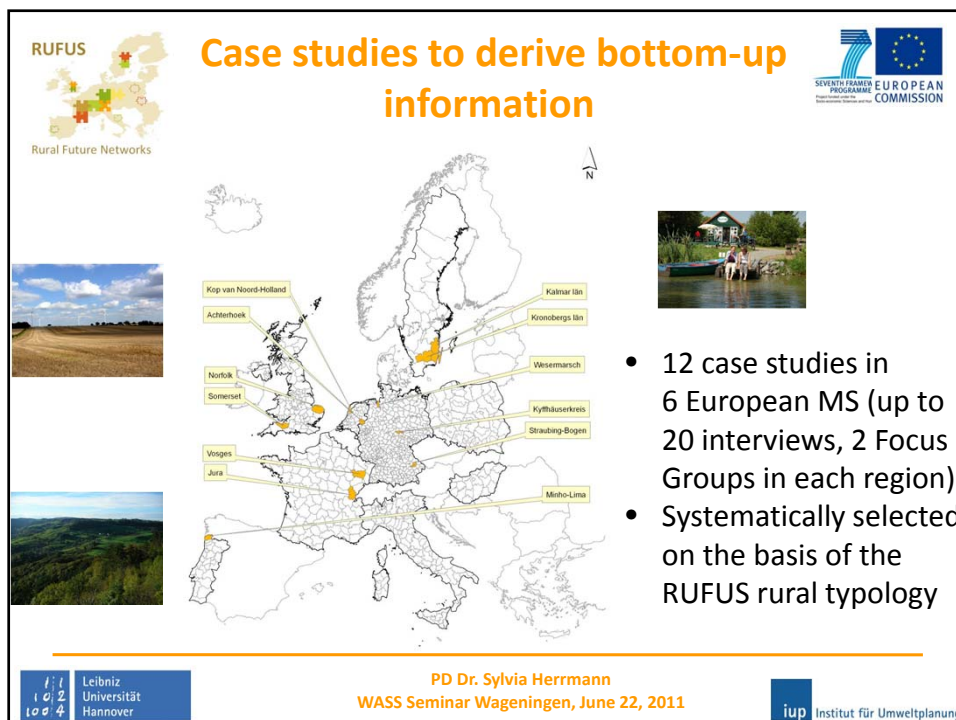 RUFUS
Rural Future Networks
Case studies to derive bottom-up
information
SEVENTH FRAMEW
PROGRAMME
EUROPEAN
COMMISSION
N
Kop van Noord-Holland
Achterhoek
Norfolk
Somerset
Vosges
Jura
Kalmar län
Kronobergs län
Wesermarsch
Kyffhäuserkreis
Straubing-Bogen
Minho-Lima
• 12 case studies in
6 European MS (up to
20 interviews, 2 Focus
Groups in each region)
• Systematically selected
on the basis of the
RUFUS rural typology
Leibniz
Universität
Hannover
PD Dr. Sylvia Herrmann
WASS Seminar Wageningen, June 22, 2011
iup Institut für Umweltplanung